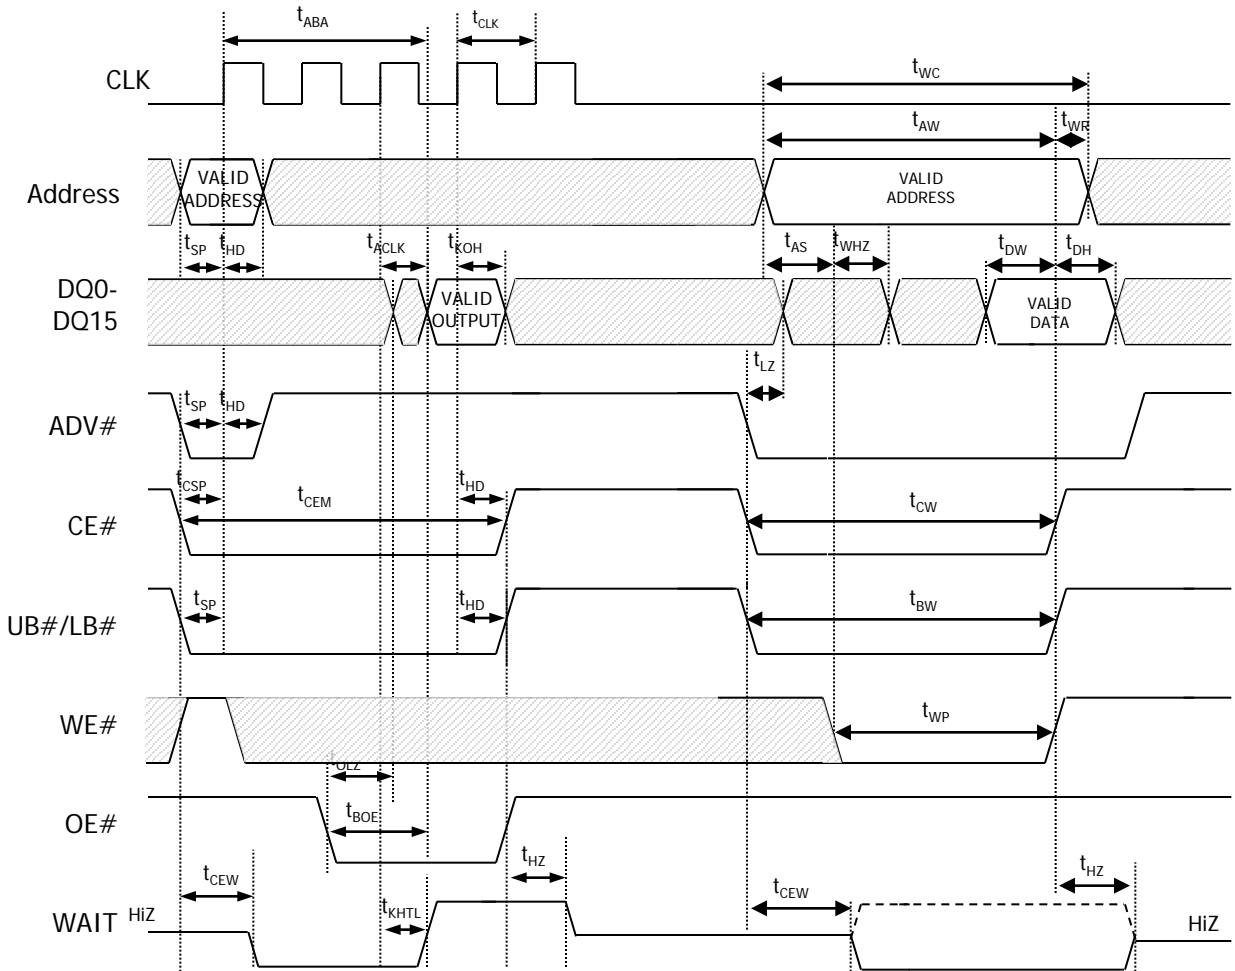 tABA
tCLK
CLK
tWC
tAW
tWR
Address
VALID ADDRESS
VALID ADDRESS
tSP
tHD
tACLK
tKOH
tAS
tWHZ
tDW
tDH
DQ0-
DQ15
VALID OUTPUT
VALID DATA
tLZ
ADV#
tSP
tHD
tCSP
CE#
tCEM
tHD
tCW
UB#/LB#
tSP
tHD
tBW
WE#
tWP
tOLZ
OE#
tBOE
tHZ
tHZ
tCEW
tCEW
WAIT
HiZ
tKHTL
HiZ